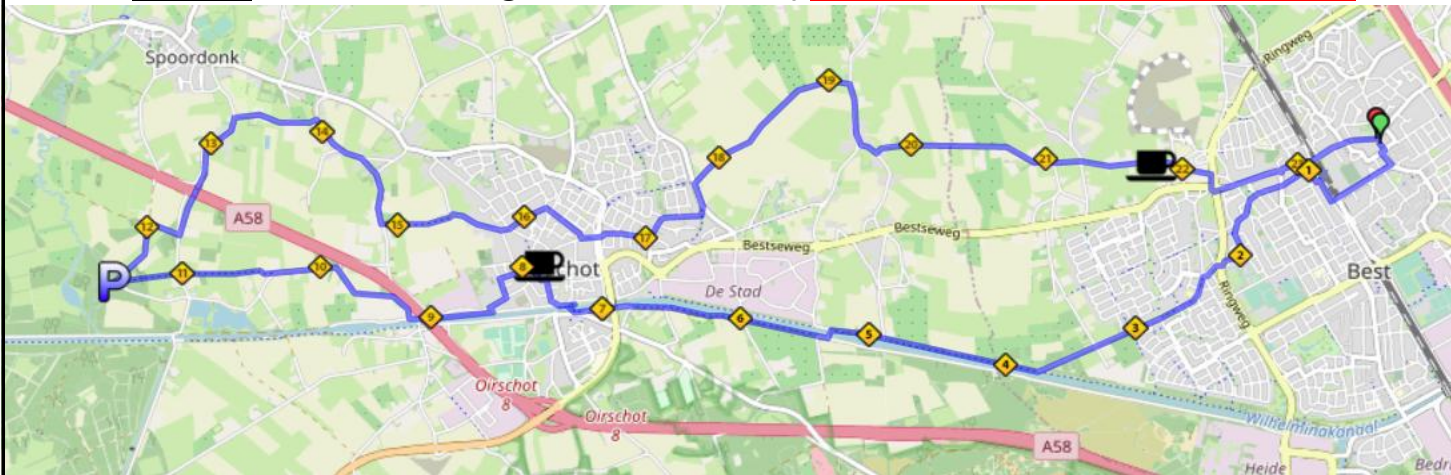 Ringweg
Spoordonk
19
13
14
20
18
21
22
1
A58
15
16
12
17
Bestseweg
Bestseweg
2
8
chot
10
11
P
Best
De Stad
Ringweg
7
9
6
3
5
4
Oirschot
8
Oirschot
8
Wilhelminakanaal
A58
Heide
Bedr